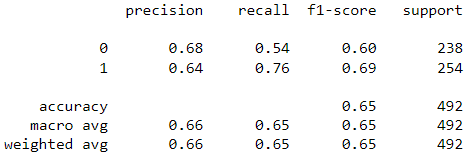 precision recall f1-score support
0 0.68 0.54 0.60 238
1 0.64 0.76 0.69 254
accuracy 0.65 492
macro avg 0.66 0.65 0.65 492
weighted avg 0.66 0.65 0.65 492